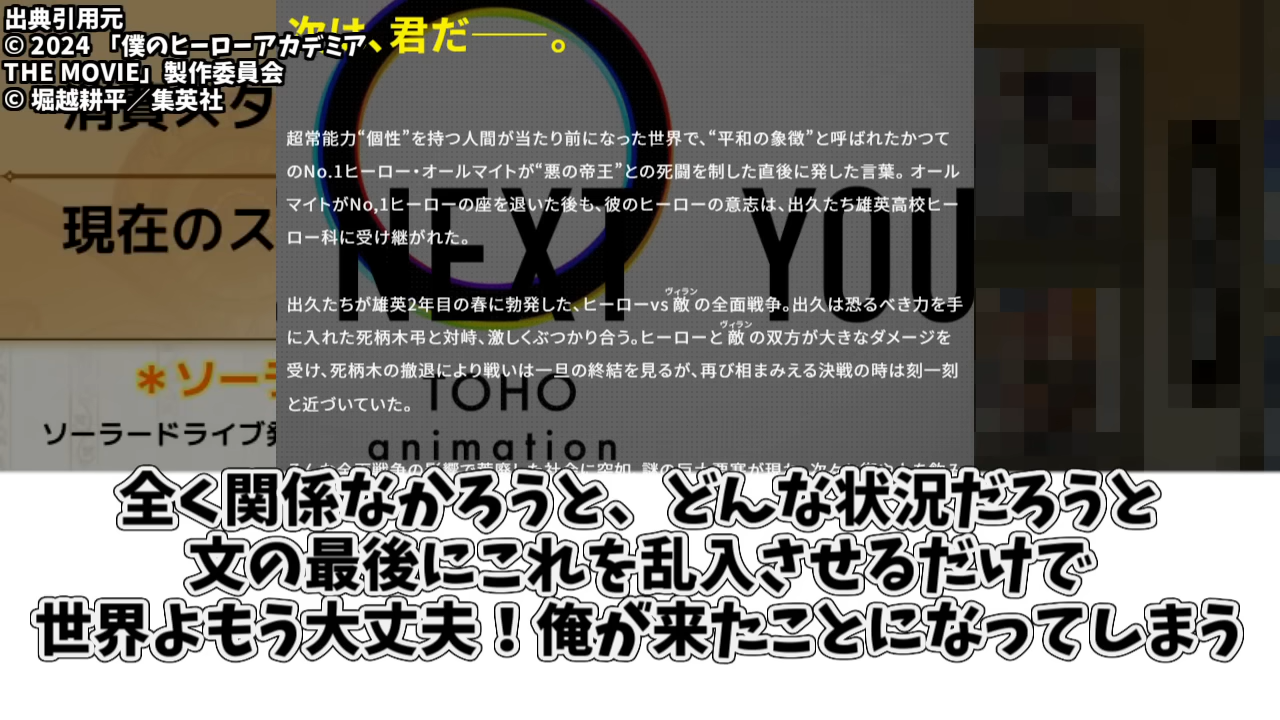 出典引用元
© 2024 「僕のヒーローアカデミア
THE MOVIE」製作委員会
© 堀越耕平／集英社
消費スタ
現在のス
＊ソーラ
ソーラードライブ発
次は、君だ――。
超常能力“個性”を持つ人間が当たり前になった世界で、“平和の象徴”と呼ばれたかつて
のNo.1ヒーロー・オールマイトが“悪の帝王”との死闘を制した直後に発した言葉。オール
マイトがNo,1ヒーローの座を退いた後も、彼のヒーローの意志は、出久たち雄英高校ヒー
ロー科に受け継がれた。
出久たちが雄英2年目の春に勃発した、ヒーローvs敵の全面戦争。出久は恐るべき力を手
ヴィラン
に入れた死柄木弔と対峙、激しくぶつかり合う。ヒーローと敵の双方が大きなダメージを
ヴィラン
受け、死柄木の撤退により戦いは一旦の終結を見るが、再び相まみえる決戦の時は刻一刻
と近づいていた。
NEXT YOU
TOHO
animation
全く関係なかろうと、どんな状況だろうと
文の最後にこれを乱入させるだけで
世界よもう大丈夫！俺が来たことになってしまう